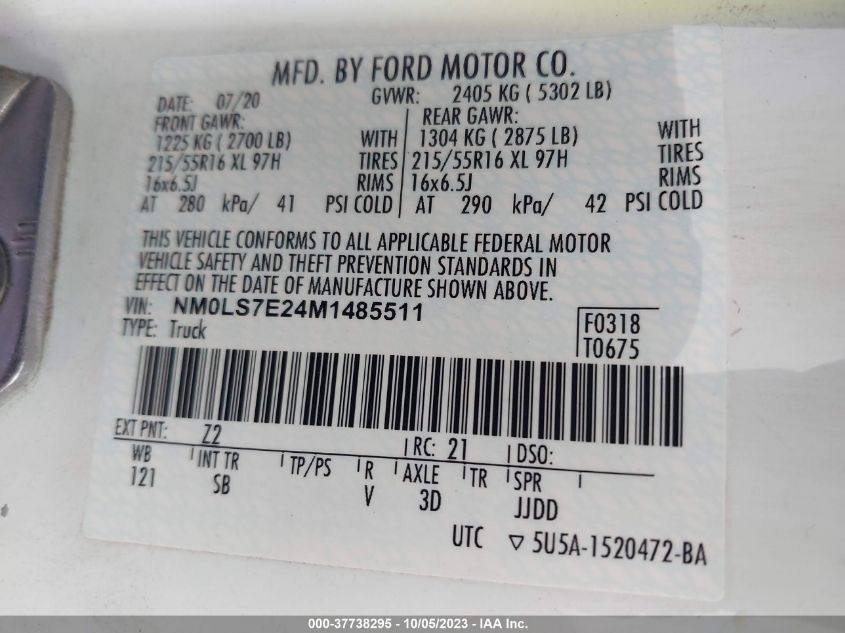 MFD. BY FORD MOTOR CO.
DATE: 07/20 GVWR: 2405 KG ( 5302 LB)
FRONT GAWR: REAR GAWR:
1225 KG ( 2700 LB) WITH 1304 KG ( 2875 LB) WITH
215/55R16 XL 97H TIRES 215/55R16 XL 97H TIRES
16x6.5J RIMS 16x6.5J RIMS
AT 280 kPa/ 41 PSI COLD AT 290 kPa/ 42 PSI COLD
THIS VEHICLE CONFORMS TO ALL APPLICABLE FEDERAL MOTOR
VEHICLE SAFETY AND THEFT PREVENTION STANDARDS IN
EFFECT ON THE DATE OF MANUFACTURE SHOWN ABOVE.
VIN: NM0LS7E24M1485511
TYPE: Truck
F0318
T0675
EXT PNT: Z2 RC: 21 DSO:
WB INT TR TP/PS R AXLE TR SPR
121 SB V 3D JJDD
UTC ▽ 5U5A-1520472-BA
000-37738295 - 10/05/2023 - IAAI Inc.